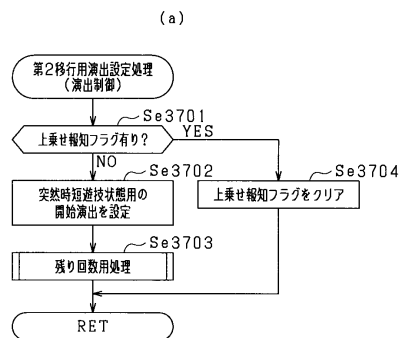 (a)
第2移行用演出設定処理
(演出制御)
Se3701
上乗せ報知フラグ有り?
YES
NO
Se3702
Se3704
突然時短遊技状態用の
開始演出を設定
上乗せ報知フラグをクリア
Se3703
残り回数用処理
RET